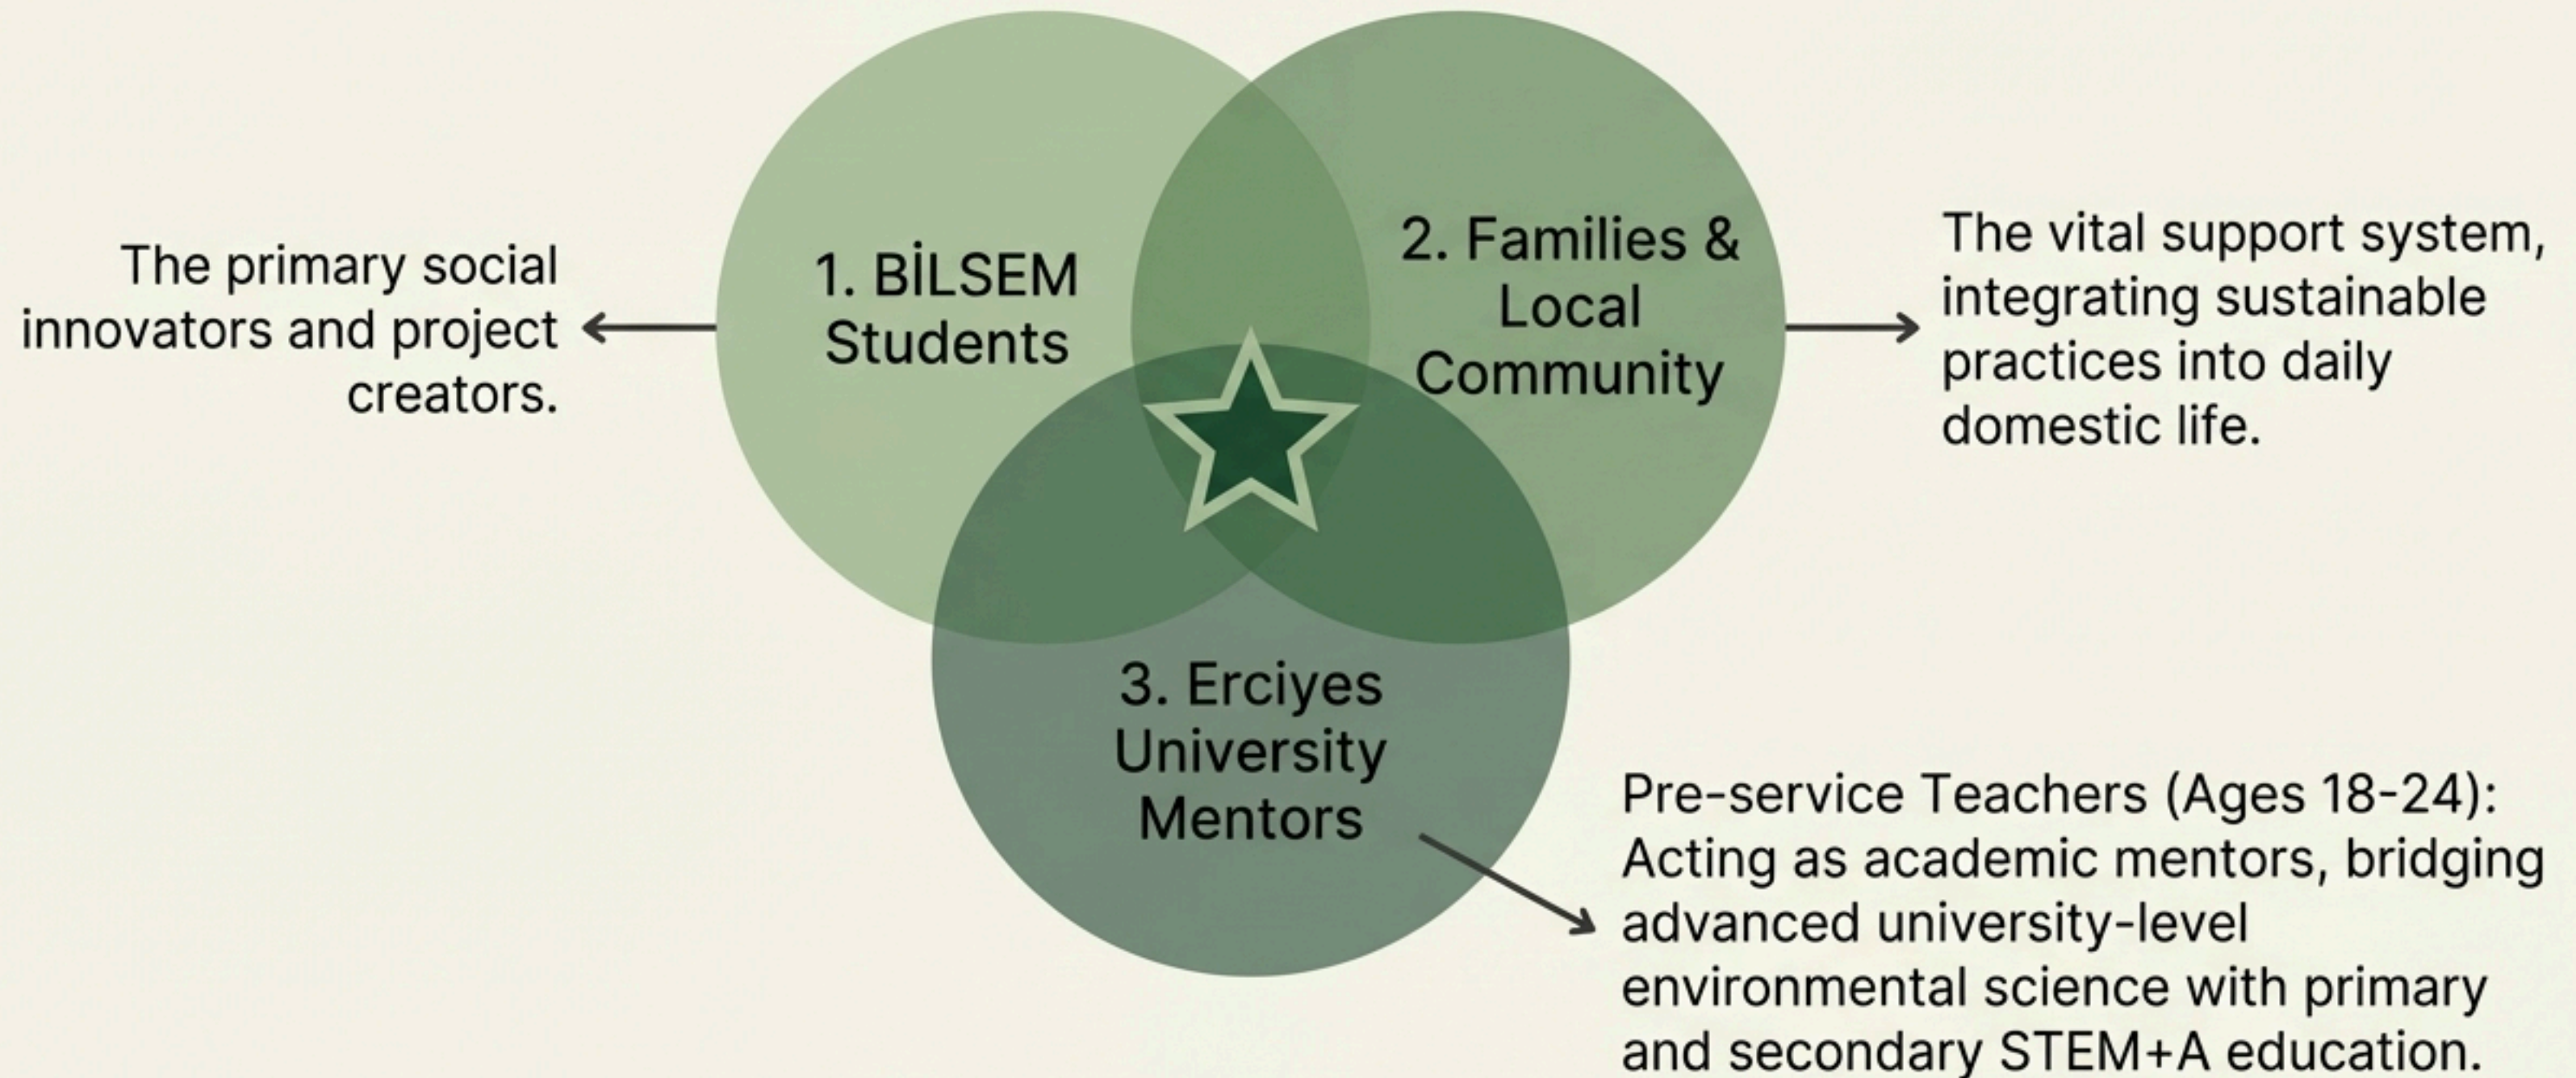 The primary social
innovators and project
creators.
1. BİLSEM
Students
2. Families &
Local
Community
The vital support system,
integrating sustainable
practices into daily
domestic life.
3. Erciyes
University
Mentors
Pre-service Teachers (Ages 18-24):
Acting as academic mentors, bridging
advanced university-level
environmental science with primary
and secondary STEM+A education.